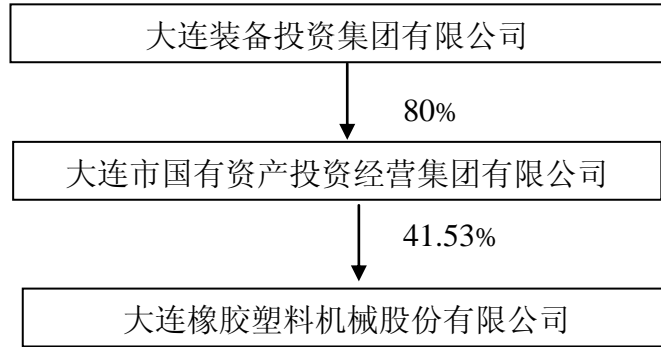 大连装备投资集团有限公司
80%
大连市国有资产投资经营集团有限公司
41.53%
大连橡胶塑料机械股份有限公司